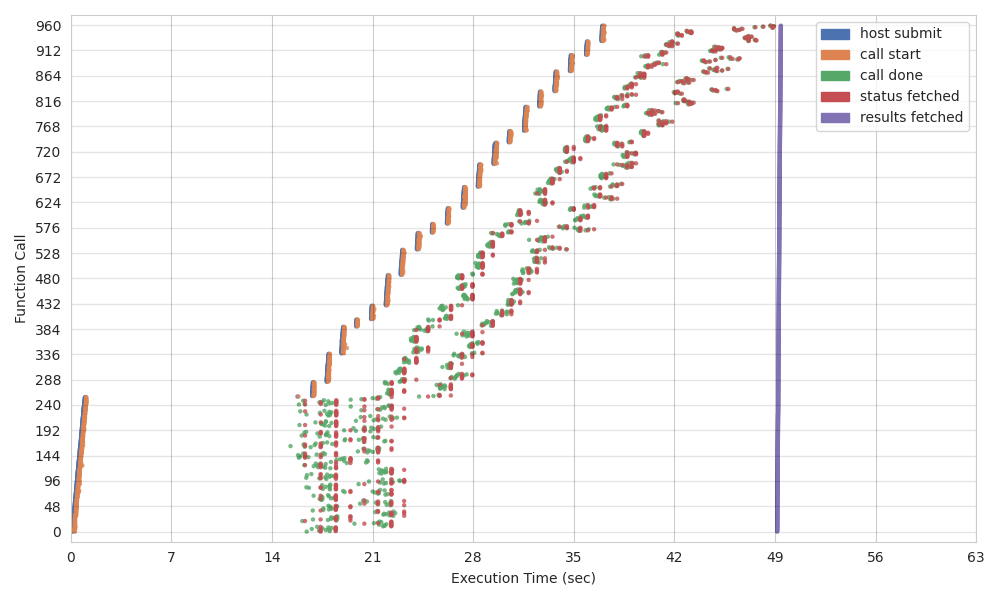 960
912
864
816
768
720
672
624
576
528
480
432
384
336
288
240
192
144
96
48
0
Function Call
0 7 14 21 28 35 42 49 56 63
Execution Time (sec)
host submit
call start
call done
status fetched
results fetched